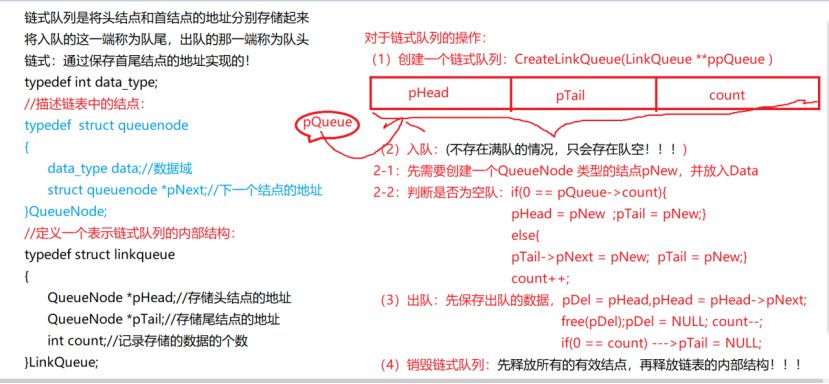 链式队列是将头结点和首结点的地址分别存储起来
将入队的这一端称为队尾，出队的那一端称为队头
链式：通过保存首尾结点的地址实现的！
typedef int data_type;
//描述链表中的结点：
typedef struct queuenode
{
data_type data;//数据域
struct queuenode *pNext;//下一个结点的地址
}QueueNode;
//定义一个表示链式队列的内部结构：
typedef struct linkqueue
{
QueueNode *pHead;//存储头结点的地址
QueueNode *pTail;//存储尾结点的地址
int count;//记录存储的数据的个数
}LinkQueue;
对于链式队列的操作：
（1）创建一个链式队列：CreateLinkQueue(LinkQueue **ppQueue )
pHead pTail count
pQueue
（2）入队：(不存在满队的情况，只会存在队空！！！)
2-1：先需要创建一个QueueNode 类型的结点pNew，并放入Data
2-2：判断是否为空队：if(0 == pQueue->count){
pHead = pNew ;pTail = pNew;}
else{
pTail->pNext = pNew; pTail = pNew;}
count++;
（3）出队：先保存出队的数据，pDel = pHead,pHead = pHead->pNext;
free(pDel);pDel = NULL; count--;
if(0 == count) --->pTail = NULL;
（4）销毁链式队列：先释放所有的有效结点，再释放链表的内部结构！！！